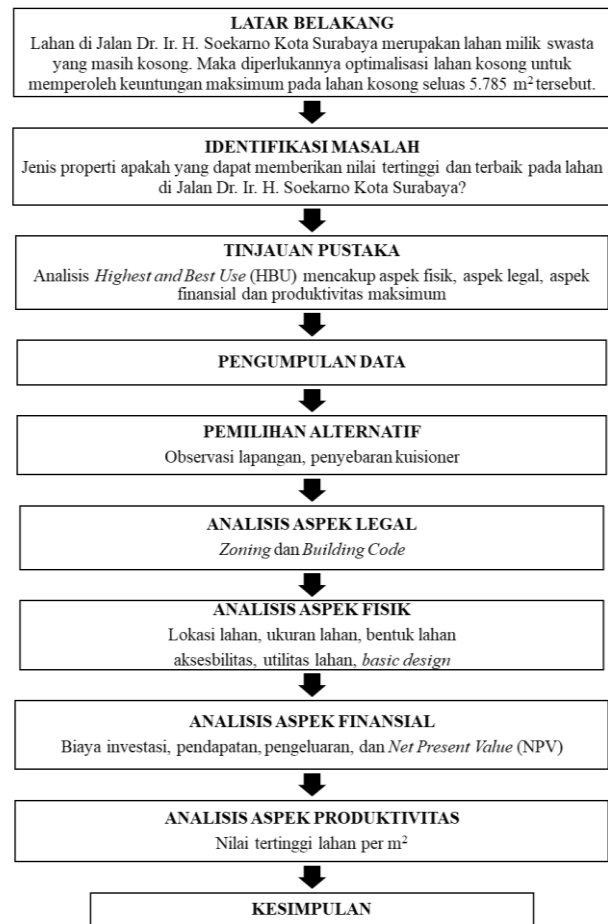 LATAR BELAKANG
Lahan di Jalan Dr. Ir. H. Soekarno Kota Surabaya merupakan lahan milik swasta
yang masih kosong. Maka diperlukannya optimalisasi lahan kosong untuk
memperoleh keuntungan maksimum pada lahan kosong seluas 5.785 m² tersebut.
IDENTIFIKASI MASALAH
Jenis properti apakah yang dapat memberikan nilai tertinggi dan terbaik pada lahan
di Jalan Dr. Ir. H. Soekarno Kota Surabaya?
TINJAUAN PUSTAKA
Analisis Highest and Best Use (HBU) mencakup aspek fisik, aspek legal, aspek
finansial dan produktivitas maksimum
PENGUMPULAN DATA
PEMILIHAN ALTERNATIF
Observasi lapangan, penyebaran kuisioner
ANALISIS ASPEK LEGAL
Zoning dan Building Code
ANALISIS ASPEK FISIK
Lokasi lahan, ukuran lahan, bentuk lahan
aksesbilitas, utilitas lahan, basic design
ANALISIS ASPEK FINANSIAL
Biaya investasi, pendapatan, pengeluaran, dan Net Present Value (NPV)
ANALISIS ASPEK PRODUKTIVITAS
Nilai tertinggi lahan per m²
KESIMPULAN